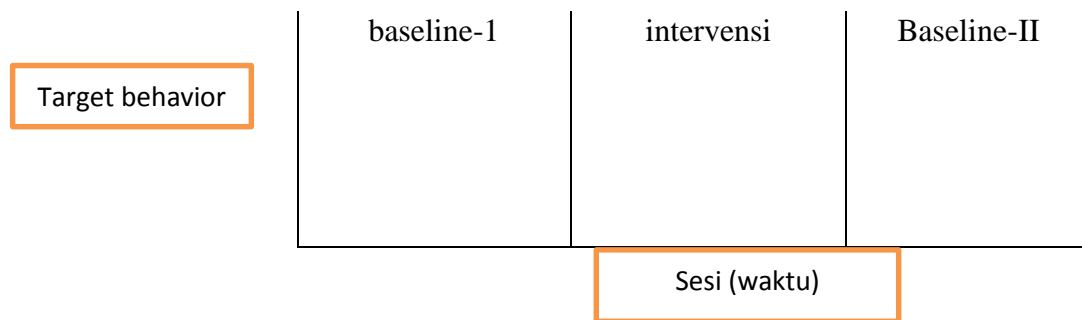 baseline-1 intervensi Baseline-II
Target behavior
Sesi (waktu)